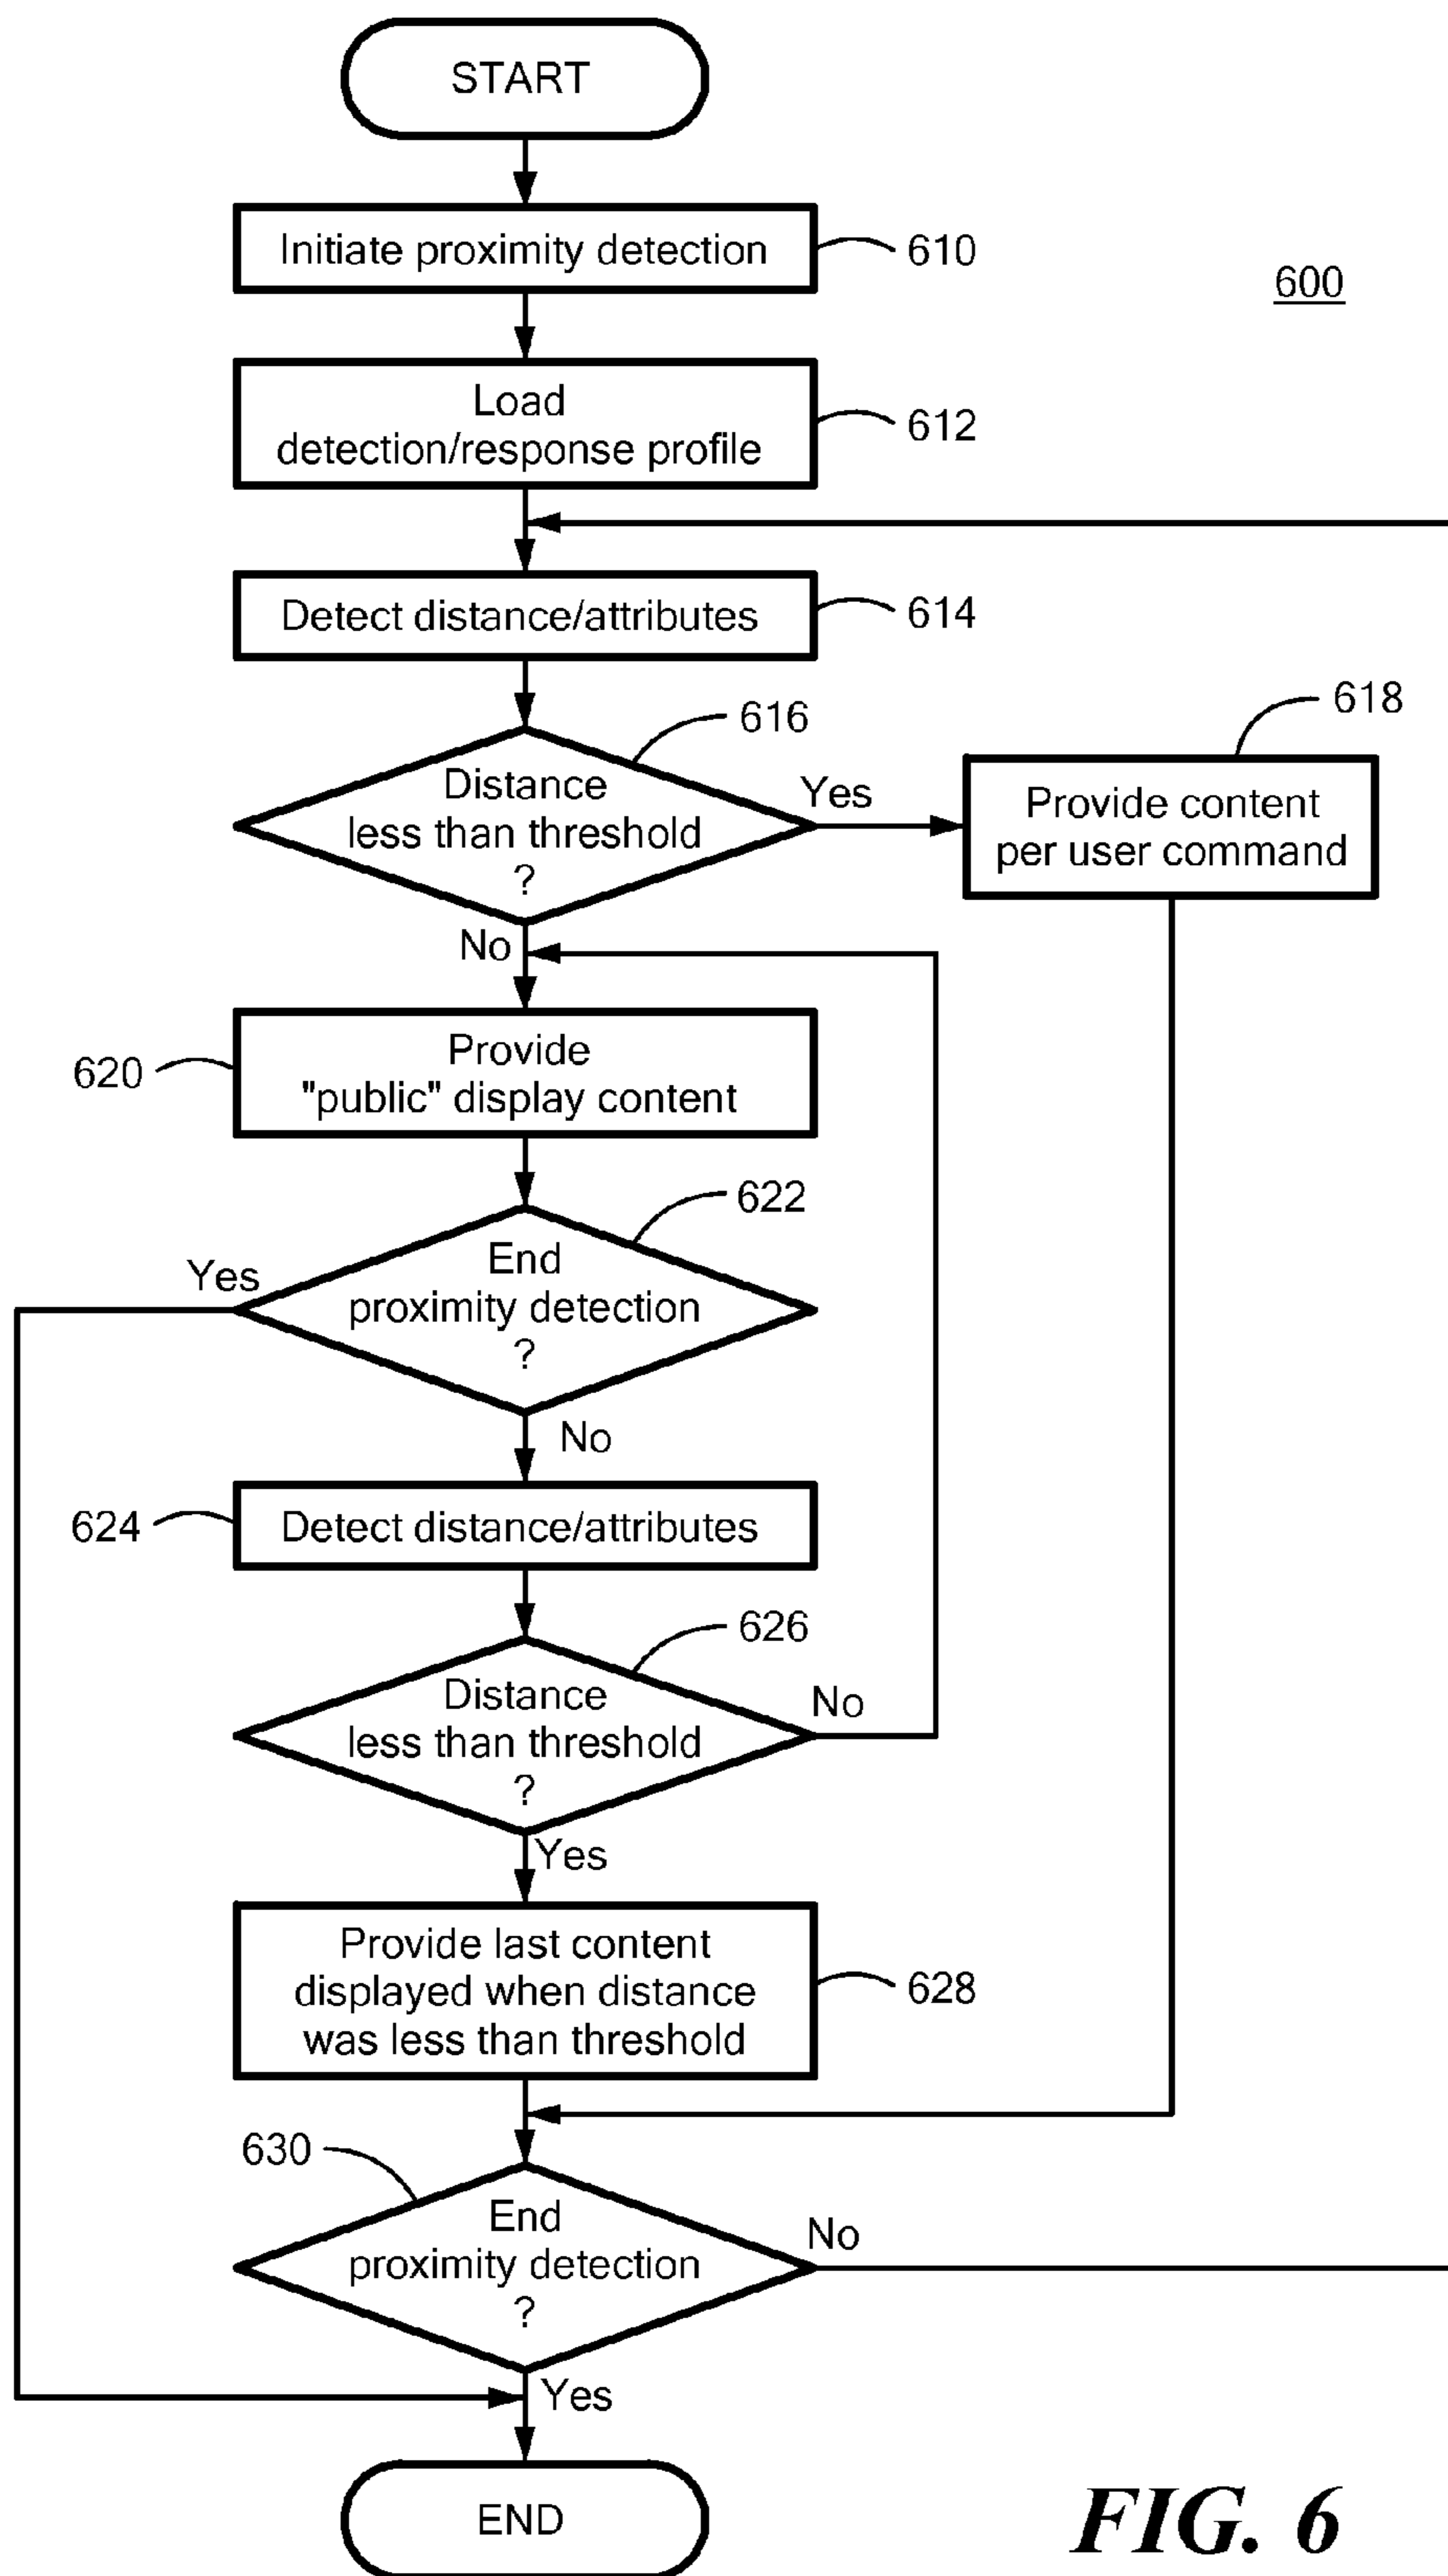 START
Initiate proximity detection
610
600
Load
detection/response profile
612
Detect distance/attributes
614
616
618
Distance
less than threshold
?
Yes
Provide content
per user command
No
620
Provide
"public" display content
622
Yes
End
proximity detection
?
No
624
Detect distance/attributes
626
Distance
less than threshold
?
No
Yes
Provide last content
displayed when distance
was less than threshold
628
630
End
proximity detection
?
No
Yes
END
FIG. 6